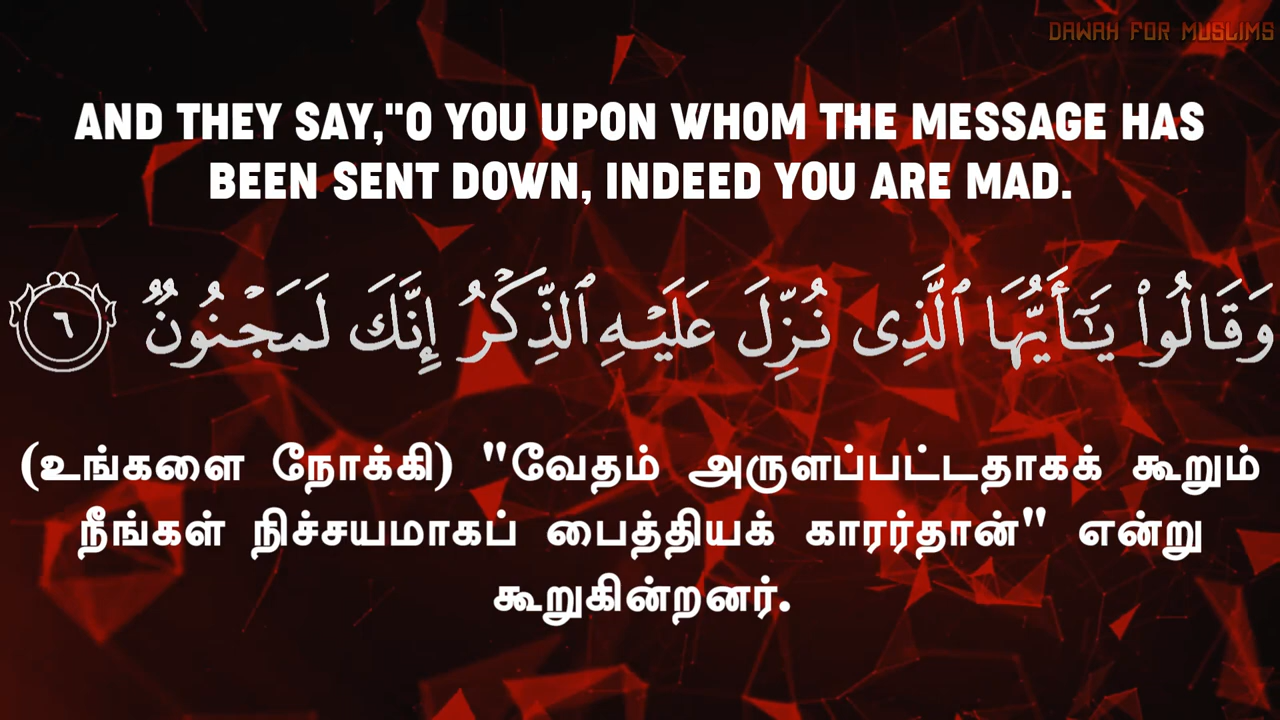 DAWAH FOR MUSLIMS
AND THEY SAY,"O YOU UPON WHOM THE MESSAGE HAS
BEEN SENT DOWN, INDEED YOU ARE MAD.
وَقَالُوا۟ يَـٰٓأَيُّهَا ٱلَّذِى نُزِّلَ عَلَيْهِ ٱلذِّكْرُ إِنَّكَ لَمَجْنُونٌۭ ٦
(உங்களை நோக்கி) "வேதம் அருளப்பட்டதாகக் கூறும்
நீங்கள் நிச்சயமாகப் பைத்தியக் காரர்தான்" என்று
கூறுகின்றனர்.